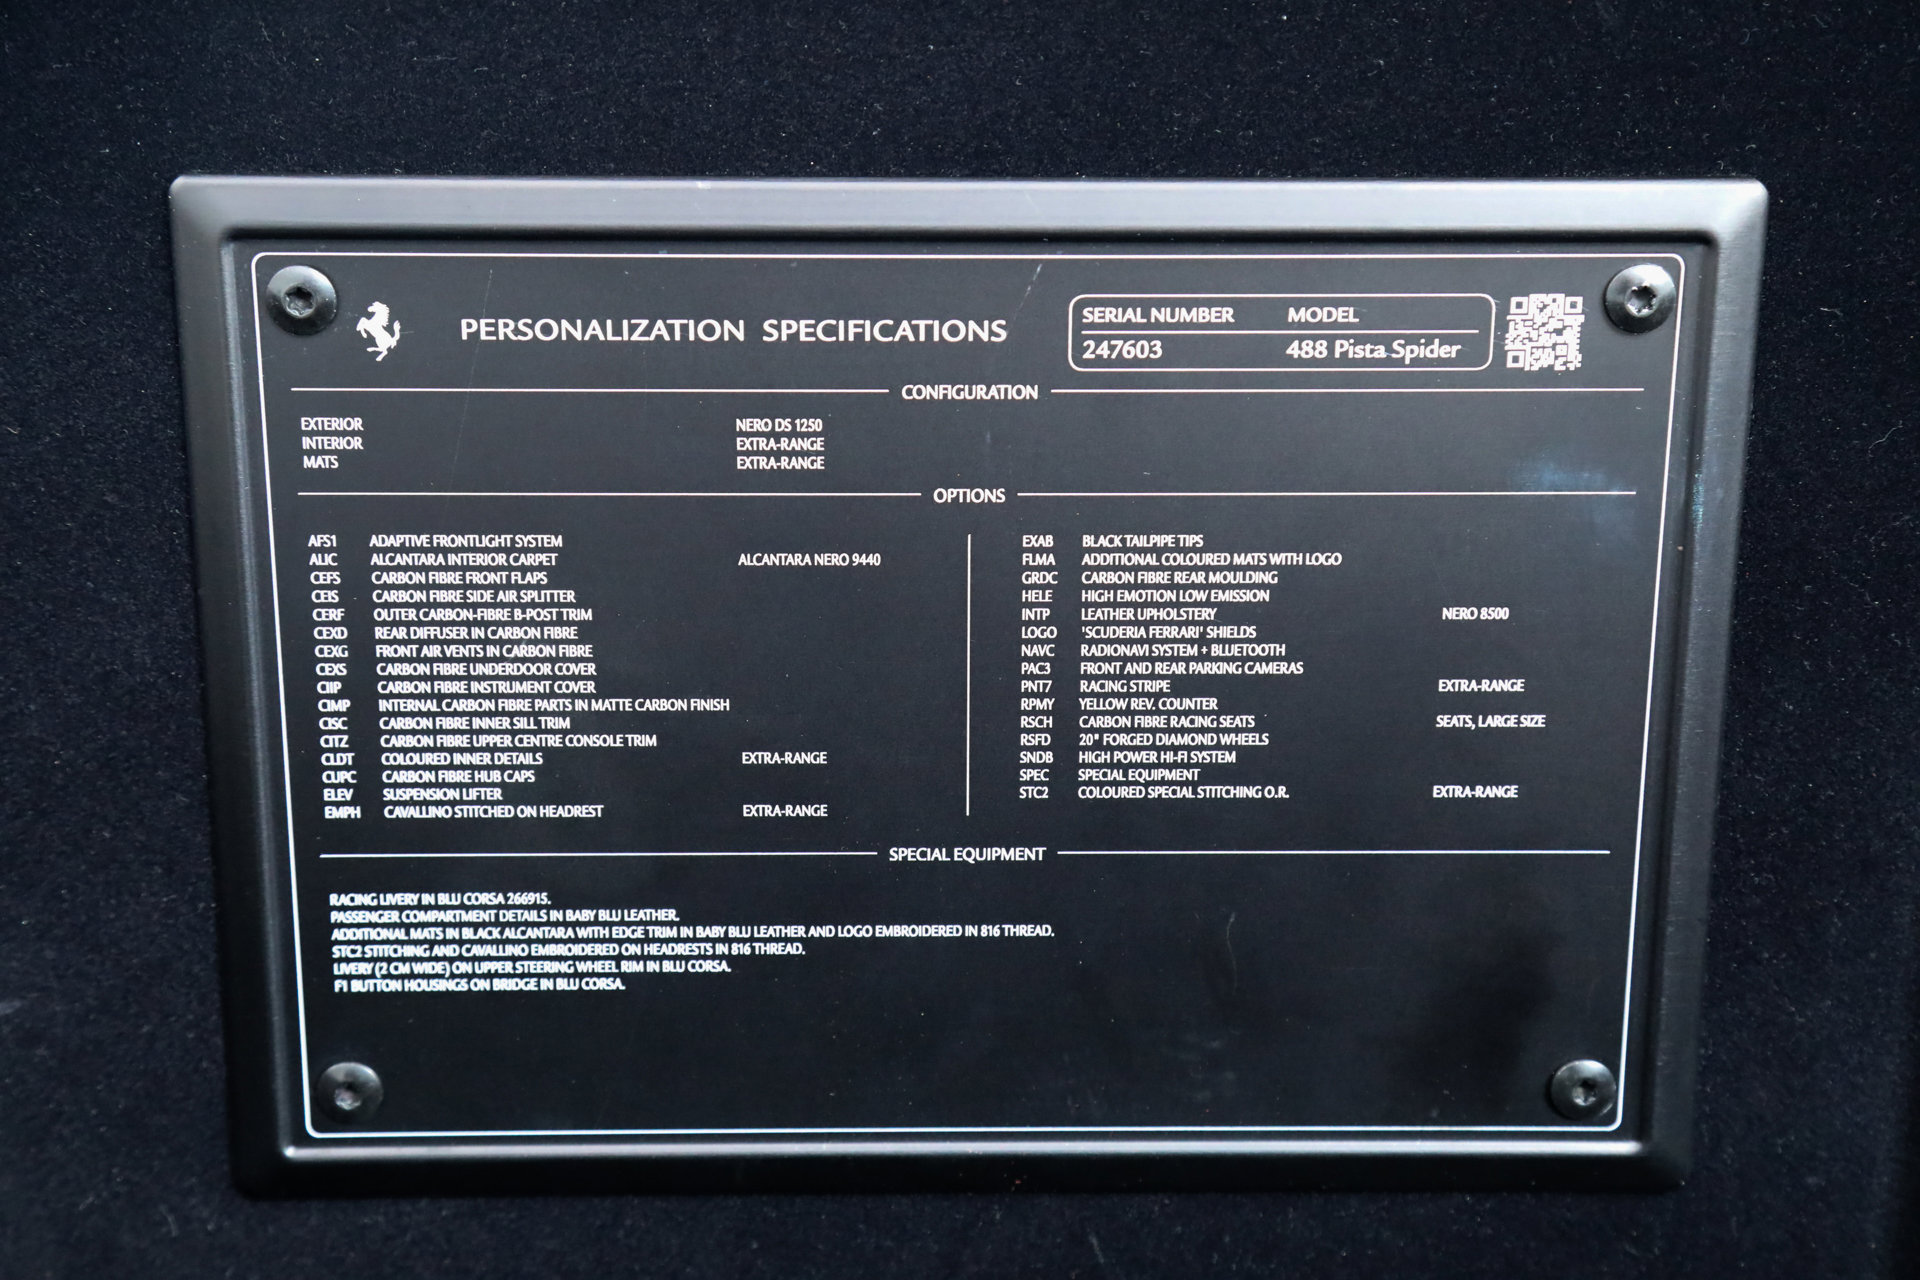 PERSONALIZATION SPECIFICATIONS
SERIAL NUMBER MODEL
247603 488 Pista Spider
CONFIGURATION
EXTERIOR NERO DS 1250
INTERIOR EXTRA-RANGE
MATS EXTRA-RANGE
OPTIONS
AFS1 ADAPTIVE FRONTLIGHT SYSTEM
ALIC ALCANTARA INTERIOR CARPET ALCANTARA NERO 9440
CEFS CARBON FIBRE FRONT FLAPS
CEIS CARBON FIBRE SIDE AIR SPLITTER
CERF OUTER CARBON-FIBRE B-POST TRIM
CEXD REAR DIFFUSER IN CARBON FIBRE
CEXG FRONT AIR VENTS IN CARBON FIBRE
CEXS CARBON FIBRE UNDERDOOR COVER
CIIP CARBON FIBRE INSTRUMENT COVER
CIMP INTERNAL CARBON FIBRE PARTS IN MATTE CARBON FINISH
CISC CARBON FIBRE INNER SILL TRIM
CITZ CARBON FIBRE UPPER CENTRE CONSOLE TRIM
CLDT COLOURED INNER DETAILS EXTRA-RANGE
CUPC CARBON FIBRE HUB CAPS
ELEV SUSPENSION LIFTER
EMPH CAVALLINO STITCHED ON HEADREST EXTRA-RANGE
EXAB BLACK TAILPIPE TIPS
FLMA ADDITIONAL COLOURED MATS WITH LOGO
GRDC CARBON FIBRE REAR MOULDING
HELE HIGH EMOTION LOW EMISSION
INTP LEATHER UPHOLSTERY NERO 8500
LOGO 'SCUDERIA FERRARI' SHIELDS
NAVC RADIONAVI SYSTEM + BLUETOOTH
PAC3 FRONT AND REAR PARKING CAMERAS
PNT7 RACING STRIPE EXTRA-RANGE
RPMY YELLOW REV. COUNTER
RSCH CARBON FIBRE RACING SEATS SEATS, LARGE SIZE
RSFD 20" FORGED DIAMOND WHEELS
SNDB HIGH POWER HI-FI SYSTEM
SPEC SPECIAL EQUIPMENT
STC2 COLOURED SPECIAL STITCHING O.R. EXTRA-RANGE
SPECIAL EQUIPMENT
RACING LIVERY IN BLU CORSA 266915.
PASSENGER COMPARTMENT DETAILS IN BABY BLU LEATHER.
ADDITIONAL MATS IN BLACK ALCANTARA WITH EDGE TRIM IN BABY BLU LEATHER AND LOGO EMBROIDERED IN 816 THREAD.
STC2 STITCHING AND CAVALLINO EMBROIDERED ON HEADRESTS IN 816 THREAD.
LIVERY (2 CM WIDE) ON UPPER STEERING WHEEL RIM IN BLU CORSA.
F1 BUTTON HOUSINGS ON BRIDGE IN BLU CORSA.